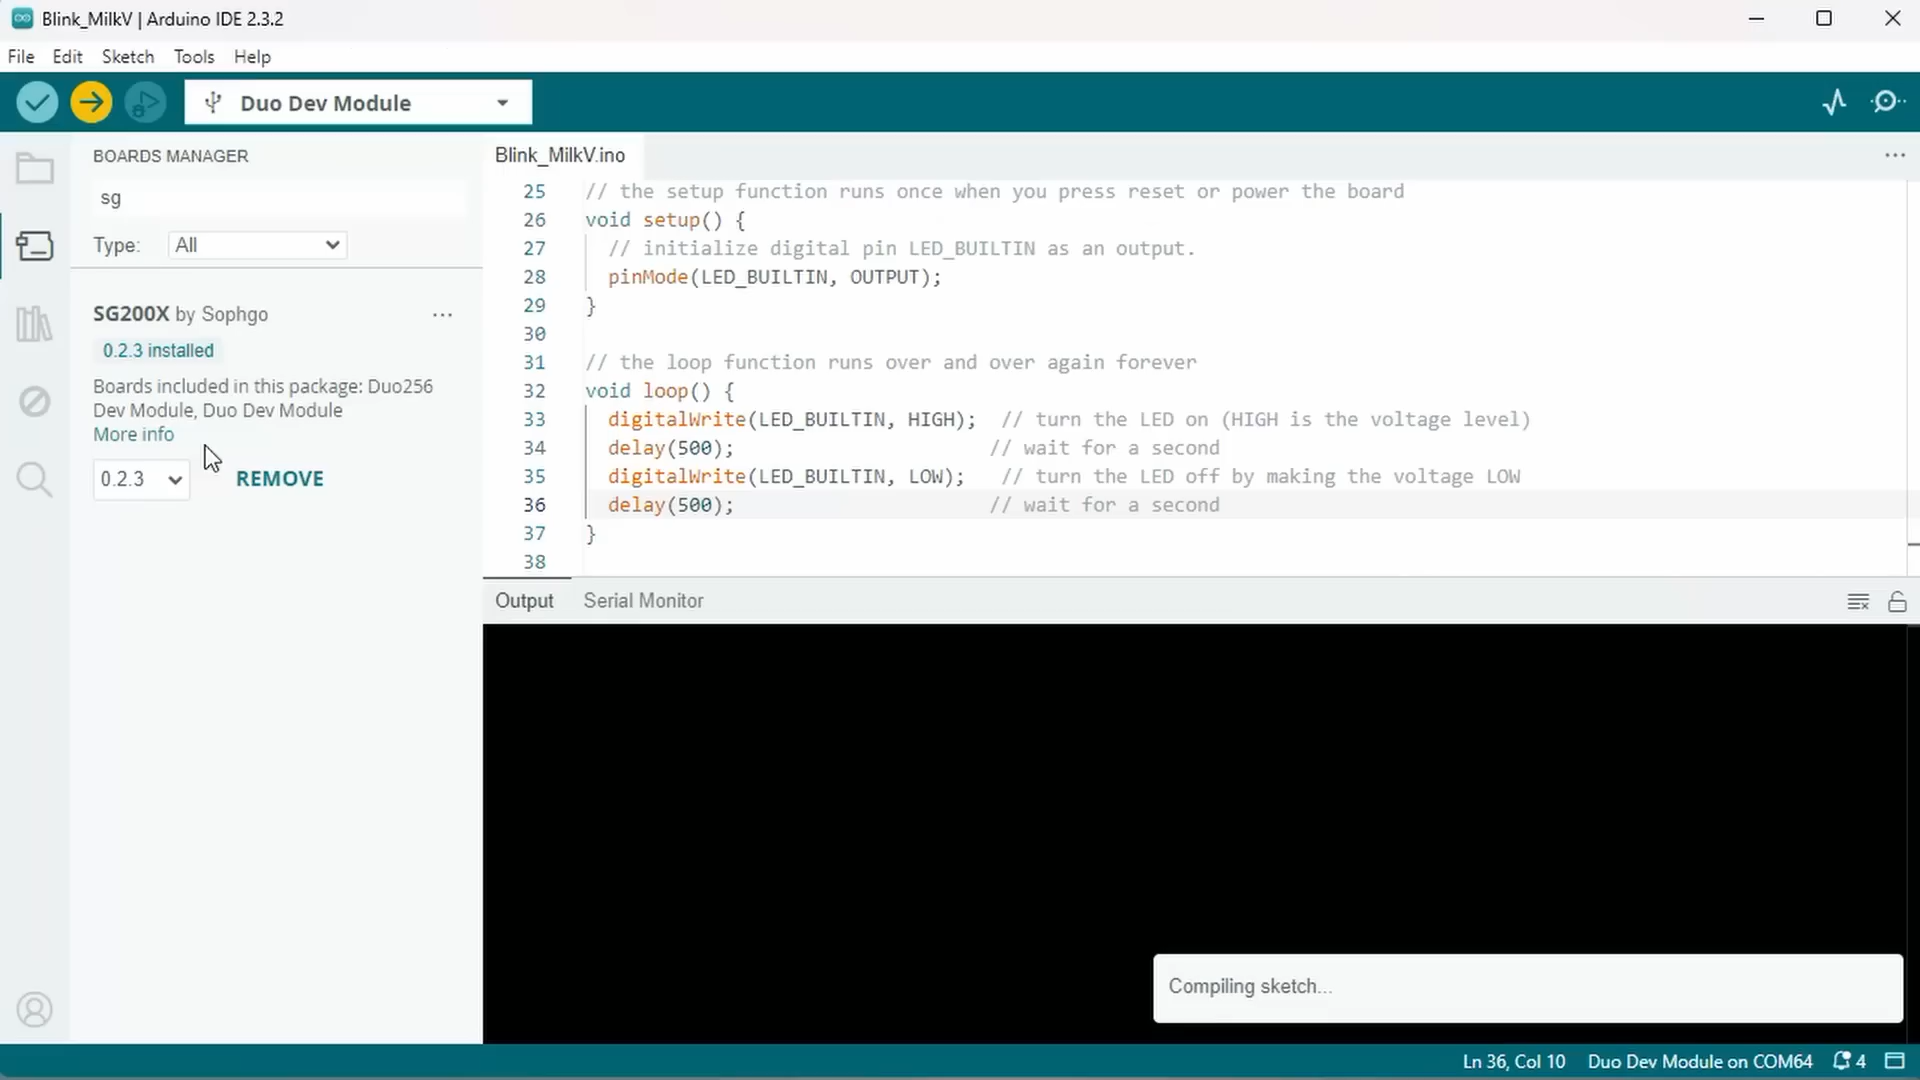 Blink_MilkV | Arduino IDE 2.3.2
File Edit Sketch Tools Help
Duo Dev Module
BOARDS MANAGER
sg
Type: All
SG200X by Sophgo
0.2.3 installed
Boards included in this package: Duo256
Dev Module, Duo Dev Module
More info
0.2.3 REMOVE
Blink_MilkV.ino
25 // the setup function runs once when you press reset or power the board
26 void setup() {
27 // initialize digital pin LED_BUILTIN as an output.
28 pinMode(LED_BUILTIN, OUTPUT);
29 }
30
31 // the loop function runs over and over again forever
32 void loop() {
33 digitalWrite(LED_BUILTIN, HIGH); // turn the LED on (HIGH is the voltage level)
34 delay(500); // wait for a second
35 digitalWrite(LED_BUILTIN, LOW); // turn the LED off by making the voltage LOW
36 delay(500); // wait for a second
37 }
38
Output Serial Monitor
Compiling sketch...
Ln 36, Col 10 Duo Dev Module on COM64 4